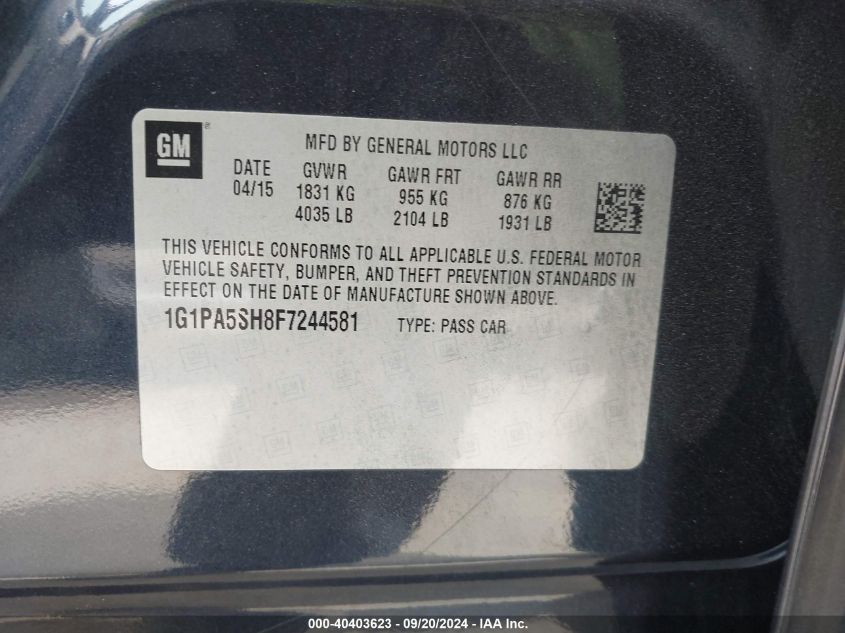 GM ®
MFD BY GENERAL MOTORS LLC
DATE GVWR GAWR FRT GAWR RR
04/15 1831 KG 955 KG 876 KG
4035 LB 2104 LB 1931 LB
THIS VEHICLE CONFORMS TO ALL APPLICABLE U.S. FEDERAL MOTOR
VEHICLE SAFETY, BUMPER, AND THEFT PREVENTION STANDARDS IN
EFFECT ON THE DATE OF MANUFACTURE SHOWN ABOVE.
1G1PA5SH8F7244581 TYPE: PASS CAR
000-40403623 - 09/20/2024 - IAA Inc.